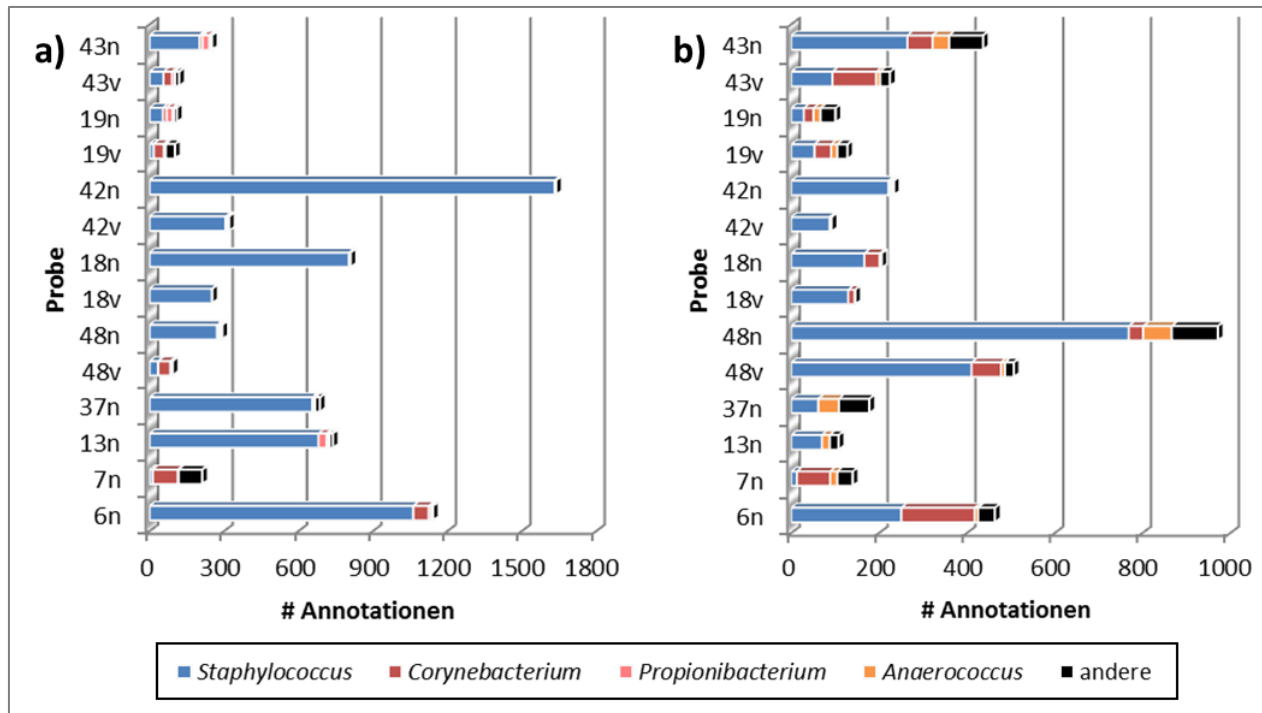 a)
Probe
43n
43v
19n
19v
42n
42v
18n
18v
48n
48v
37n
13n
7n
6n
0 300 600 900 1200 1500 1800
# Annotationen
b)
Probe
43n
43v
19n
19v
42n
42v
18n
18v
48n
48v
37n
13n
7n
6n
0 200 400 600 800 1000
# Annotationen
Staphylococcus Corynebacterium Propionibacterium Anaerococcus andere